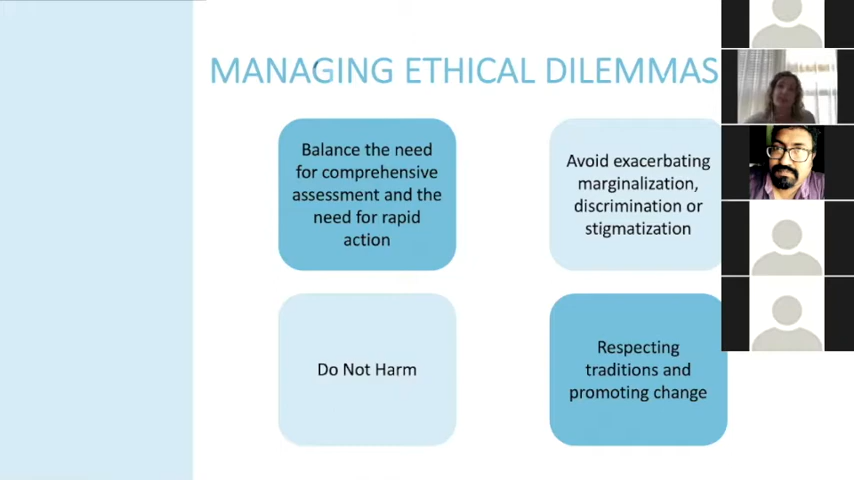 MANAGING ETHICAL DILEMMAS
Balance the need
for comprehensive
assessment and the
need for rapid
action
Avoid exacerbating
marginalization,
discrimination or
stigmatization
Do Not Harm
Respecting
traditions and
promoting change